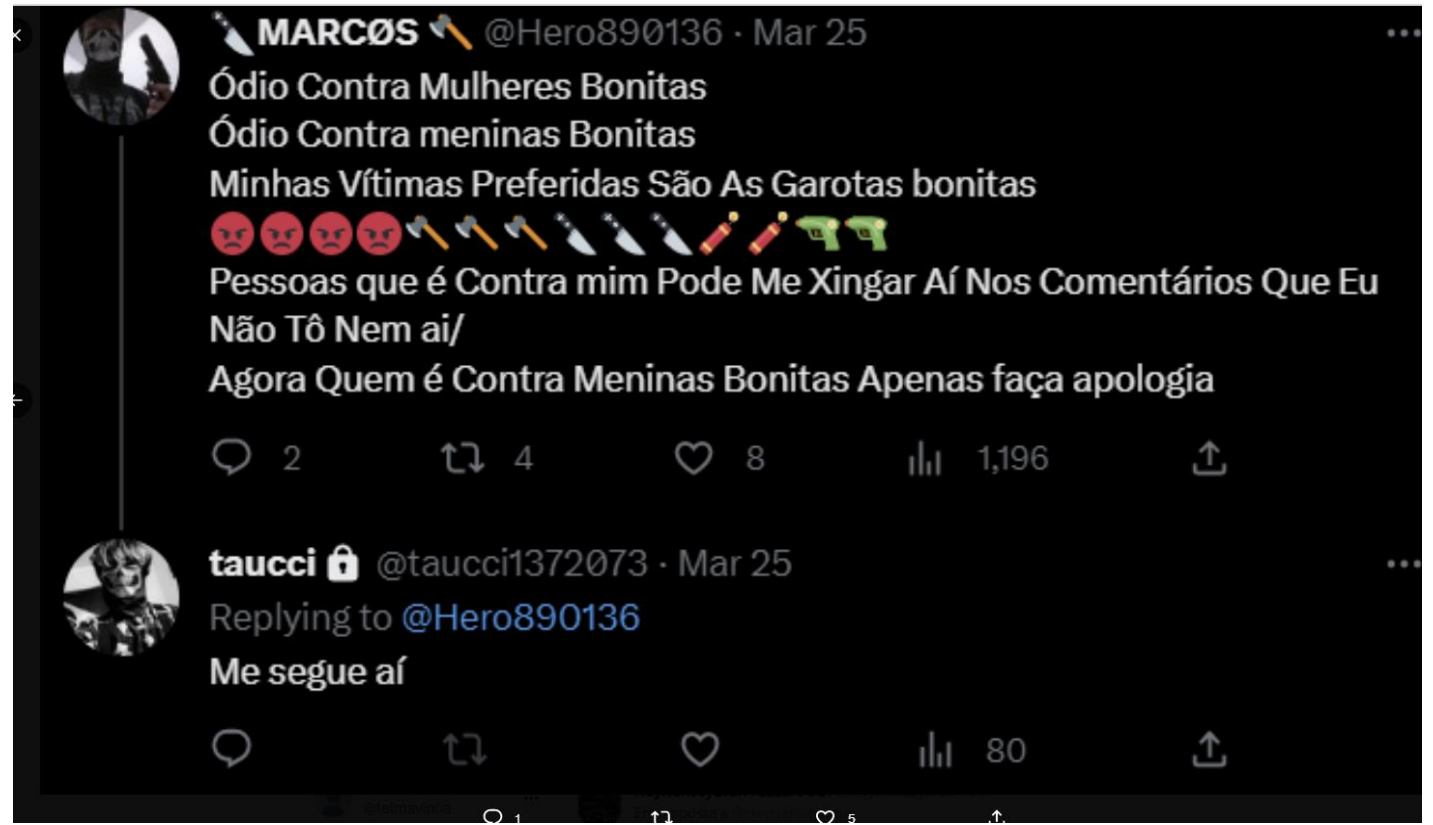 MARCØS @Hero890136 · Mar 25
Ódio Contra Mulheres Bonitas
Ódio Contra meninas Bonitas
Minhas Vítimas Preferidas São As Garotas bonitas
Pessoas que é Contra mim Pode Me Xingar Aí Nos Comentários Que Eu
Não Tô Nem ai/
Agora Quem é Contra Meninas Bonitas Apenas faça apologia
2 4 8 1,196
taucci @taucci1372073 · Mar 25
Replying to @Hero890136
Me segue aí
80
1 5